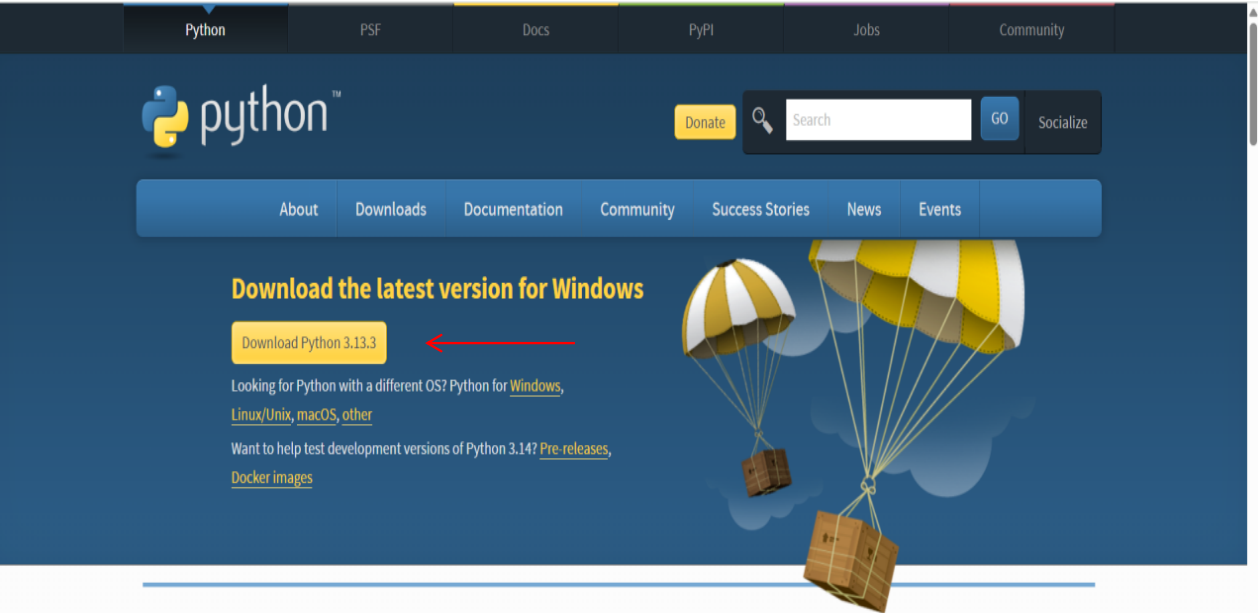 Python PSF Docs PyPI Jobs Community
python™
Donate Search GO Socialize
About Downloads Documentation Community Success Stories News Events
Download the latest version for Windows
Download Python 3.13.3
Looking for Python with a different OS? Python for Windows,
Linux/Unix, macOS, other
Want to help test development versions of Python 3.14? Pre-releases,
Docker images